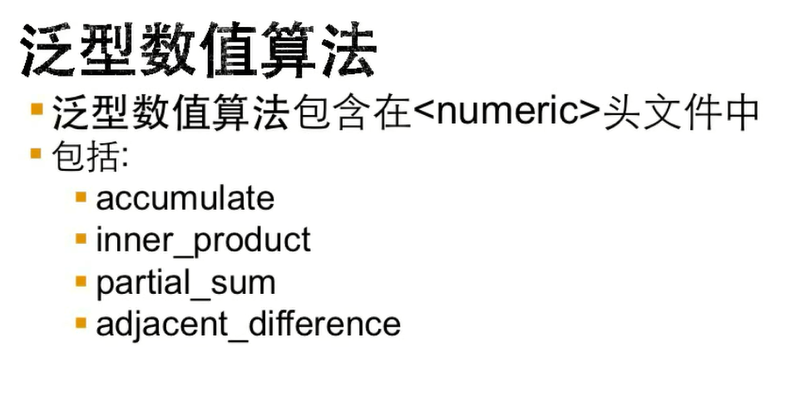 泛型数值算法
泛型数值算法包含在<numeric>头文件中
包括:
accumulate
inner_product
partial_sum
adjacent_difference